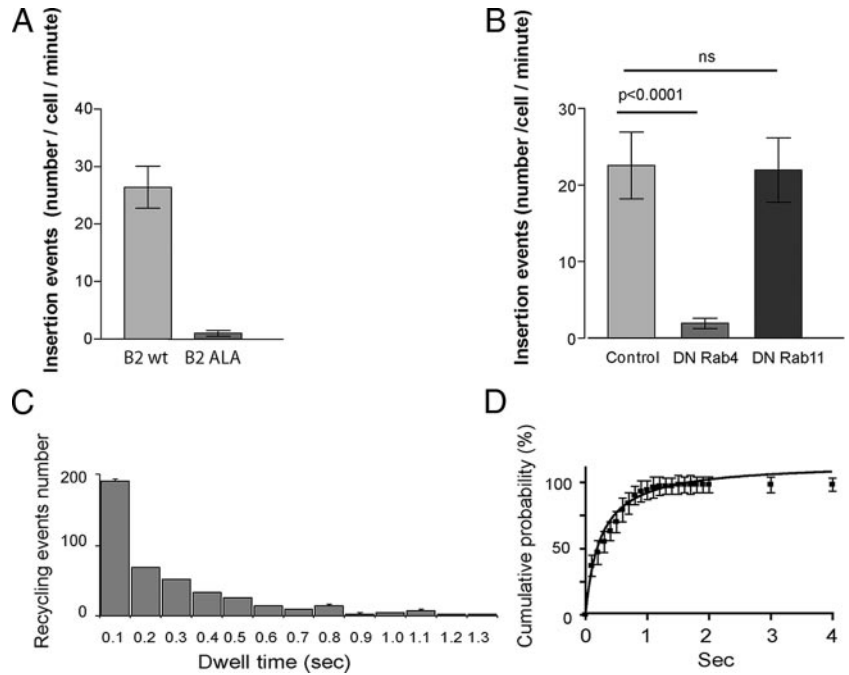 A
Insertion events (number / cell / minute)
40
30
20
10
0
B2 wt B2 ALA
B
ns
p<0.0001
Insertion events (number /cell / minute)
30
20
10
0
Control DN Rab4 DN Rab11
C
Recycling events number
200
100
0
0.1 0.2 0.3 0.4 0.5 0.6 0.7 0.8 0.9 1.0 1.1 1.2 1.3
Dwell time (sec)
D
Cumulative probability (%)
100
50
0
0 1 2 3 4
Sec